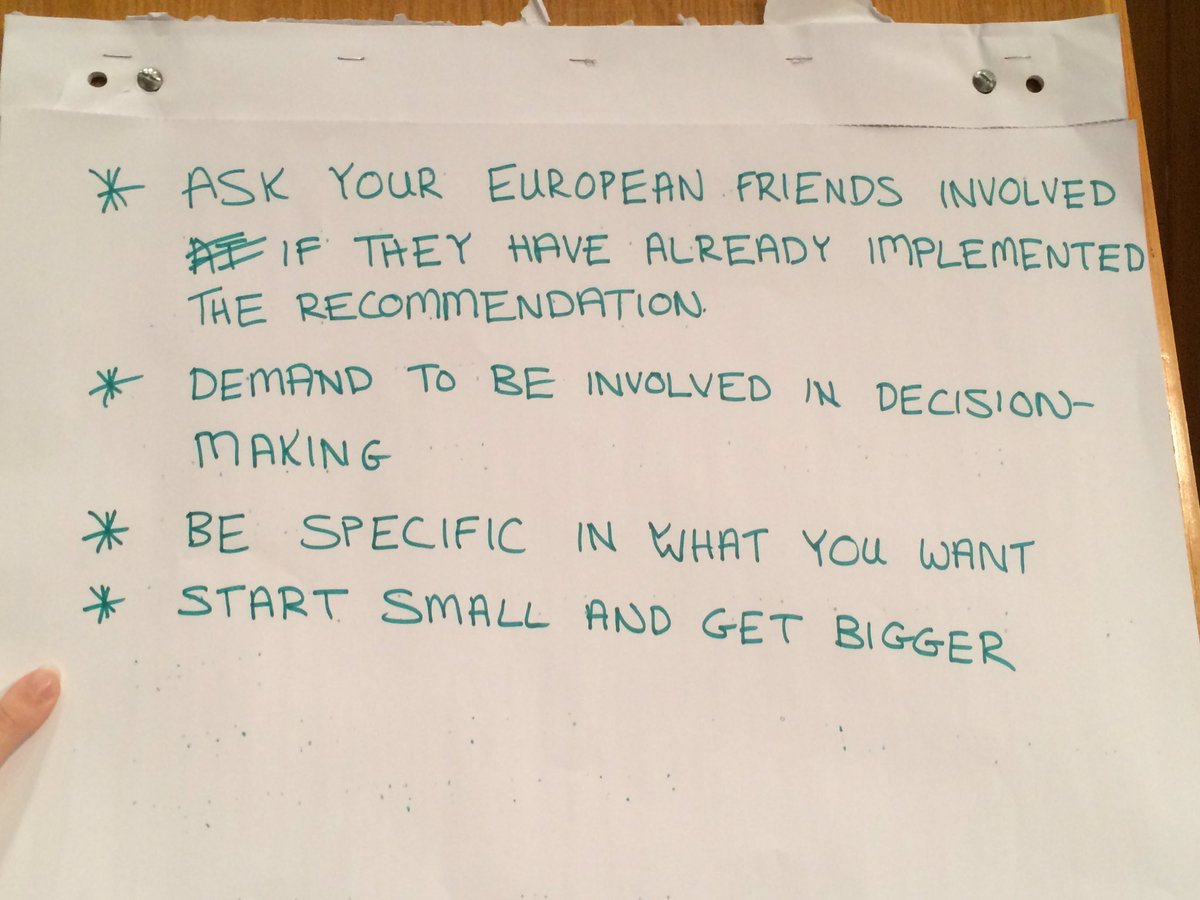 * ASK YOUR EUROPEAN FRIENDS INVOLVED
IF THEY HAVE ALREADY IMPLEMENTED
THE RECOMMENDATION.
* DEMAND TO BE INVOLVED IN DECISION-
MAKING
* BE SPECIFIC IN WHAT YOU WANT
* START SMALL AND GET BIGGER